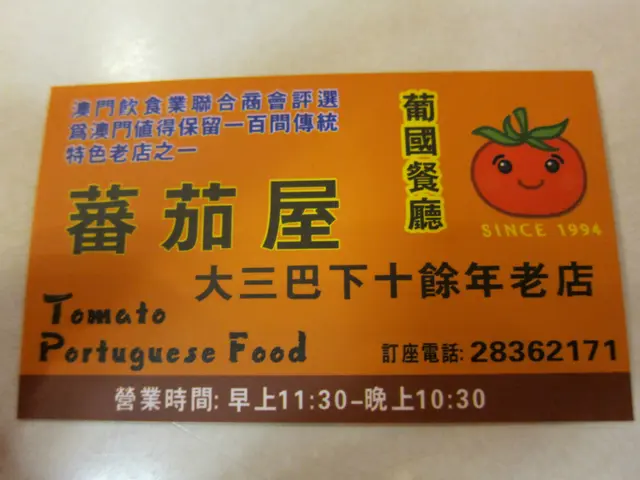 澳門飲食業聯合商會評選
爲澳門値得保留一百間傳統
特色老店之一
葡國餐廳
SINCE 1994
蕃茄屋
大三巴下十餘年老店
Tomato
Portuguese Food
訂座電話: 28362171
營業時間: 早上11:30-晚上10:30